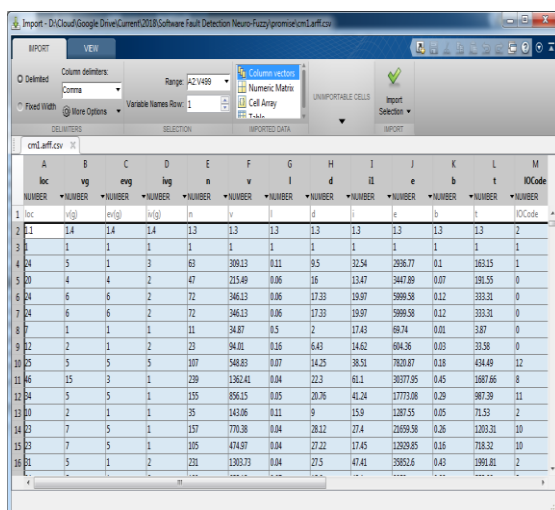 Import - D:\Cloud\Google Drive\Current\2018\Software Fault Detection Neuro-Fuzzy\promise\cm1.arff.csv
IMPORT VIEW
Delimited Column delimiters: Range: A2:V499 Column vectors
Comma Numeric Matrix
Fixed Width More Options Variable Names Row: 1 Cell Array UNIMPORTABLE CELLS Import Selection
Table
DELIMITERS SELECTION IMPORTED DATA IMPORT
cm1.arff.csv
A B C D E F G H I J K L M
loc vg evg ivg n v l d i1 e b t lOCode
NUMBER NUMBER NUMBER NUMBER NUMBER NUMBER NUMBER NUMBER NUMBER NUMBER NUMBER NUMBER NUMBER
1 loc v(g) ev(g) iv(g) n v l d i e b t lOCode
2 1.1 1.4 1.4 1.4 1.3 1.3 1.3 1.3 1.3 1.3 1.3 1.3 2
3 1 1 1 1 1 1 1 1 1 1 1 1 1
4 24 5 1 3 63 309.13 0.11 9.5 32.54 2936.77 0.1 163.15 1
5 20 4 4 2 47 215.49 0.06 16 13.47 3447.89 0.07 191.55 0
6 24 6 6 2 72 346.13 0.06 17.33 19.97 5999.58 0.12 333.31 0
7 24 6 6 2 72 346.13 0.06 17.33 19.97 5999.58 0.12 333.31 0
8 7 1 1 1 11 34.87 0.5 2 17.43 69.74 0.01 3.87 0
9 12 2 1 2 23 94.01 0.16 6.43 14.62 604.36 0.03 33.58 0
10 25 5 5 5 107 548.83 0.07 14.25 38.51 7820.87 0.18 434.49 12
11 46 15 3 1 239 1362.41 0.04 22.3 61.1 30377.95 0.45 1687.66 8
12 34 5 5 1 155 856.15 0.05 20.76 41.24 17773.08 0.29 987.39 11
13 10 2 1 1 35 143.06 0.11 9 15.9 1287.55 0.05 71.53 2
14 23 7 5 1 157 770.38 0.04 28.12 27.4 21659.58 0.26 1203.31 10
15 23 7 5 1 105 474.97 0.04 27.22 17.45 12929.85 0.16 718.32 10
16 31 5 1 2 231 1303.73 0.04 27.5 47.41 35852.6 0.43 1991.81 2